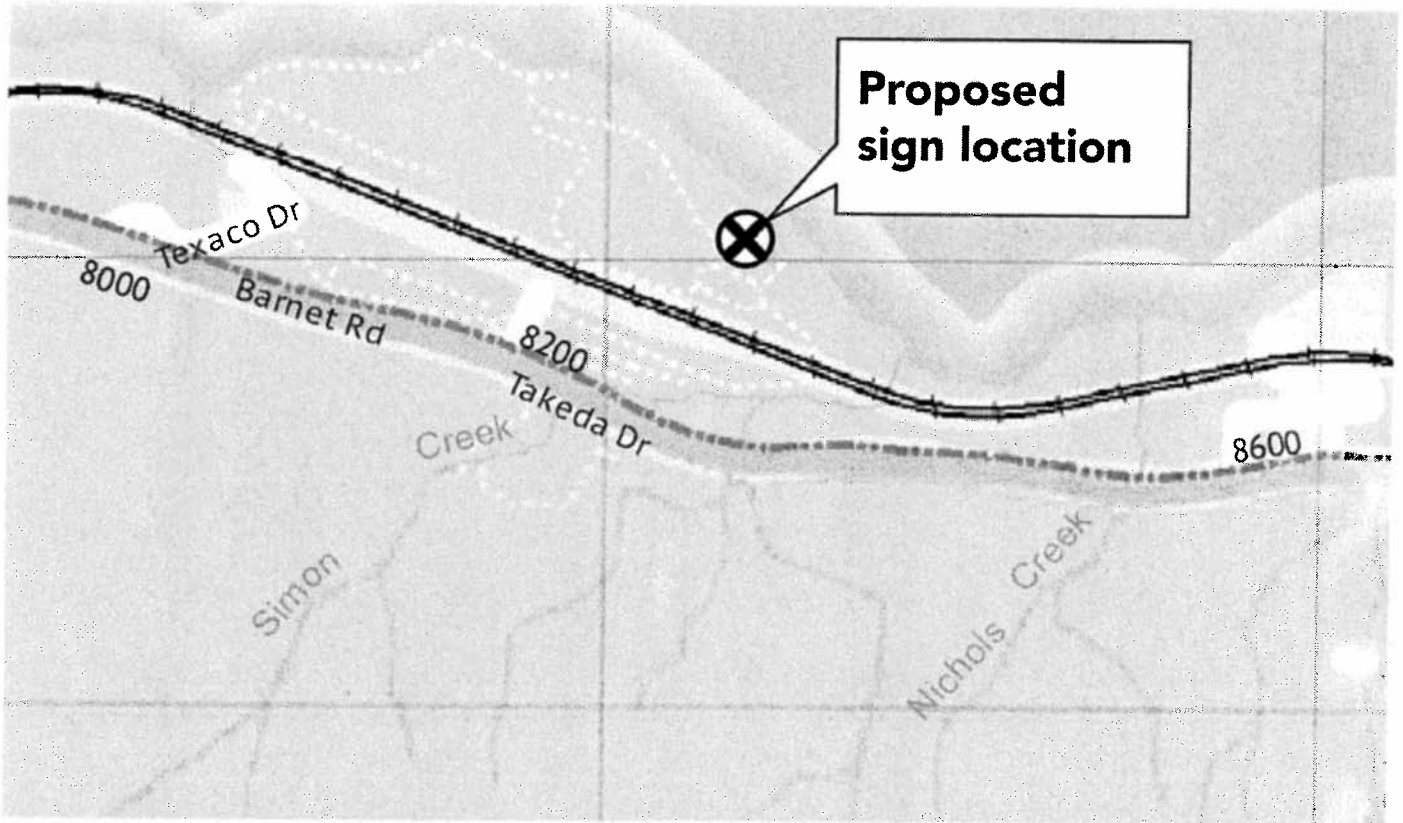 Proposed
sign location
Texaco Dr
8000
Barnet Rd
8200
Takeda Dr
Creek
Simon
8600
Creek
Nichols